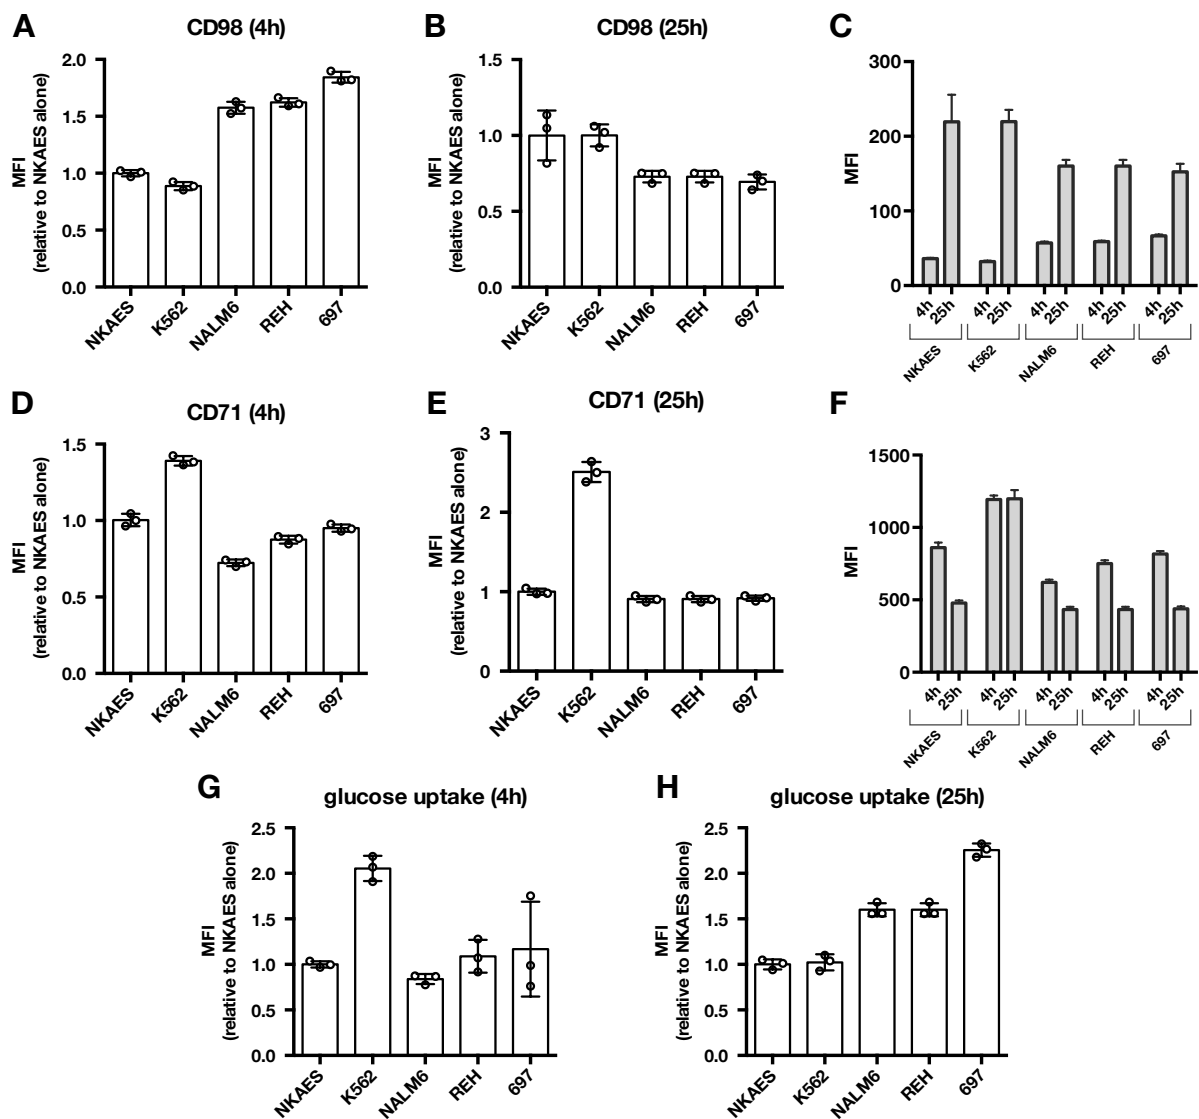 A
CD98 (4h)
MFI
(relative to NKAES alone)
2.0
1.5
1.0
0.5
0.0
NKAES
K562
NALM6
REH
697
B
CD98 (25h)
MFI
(relative to NKAES alone)
1.5
1.0
0.5
0.0
NKAES
K562
NALM6
REH
697
C
MFI
300
200
100
0
4h 25h 4h 25h 4h 25h 4h 25h 4h 25h
NKAES
K562
NALM6
REH
697
D
CD71 (4h)
MFI
(relative to NKAES alone)
1.5
1.0
0.5
0.0
NKAES
K562
NALM6
REH
697
E
CD71 (25h)
MFI
(relative to NKAES alone)
3
2
1
0
NKAES
K562
NALM6
REH
697
F
MFI
1500
1000
500
0
4h 25h 4h 25h 4h 25h 4h 25h 4h 25h
NKAES
K562
NALM6
REH
697
G
glucose uptake (4h)
MFI
(relative to NKAES alone)
2.5
2.0
1.5
1.0
0.5
0.0
NKAES
K562
NALM6
REH
697
H
glucose uptake (25h)
MFI
(relative to NKAES alone)
2.5
2.0
1.5
1.0
0.5
0.0
NKAES
K562
NALM6
REH
697